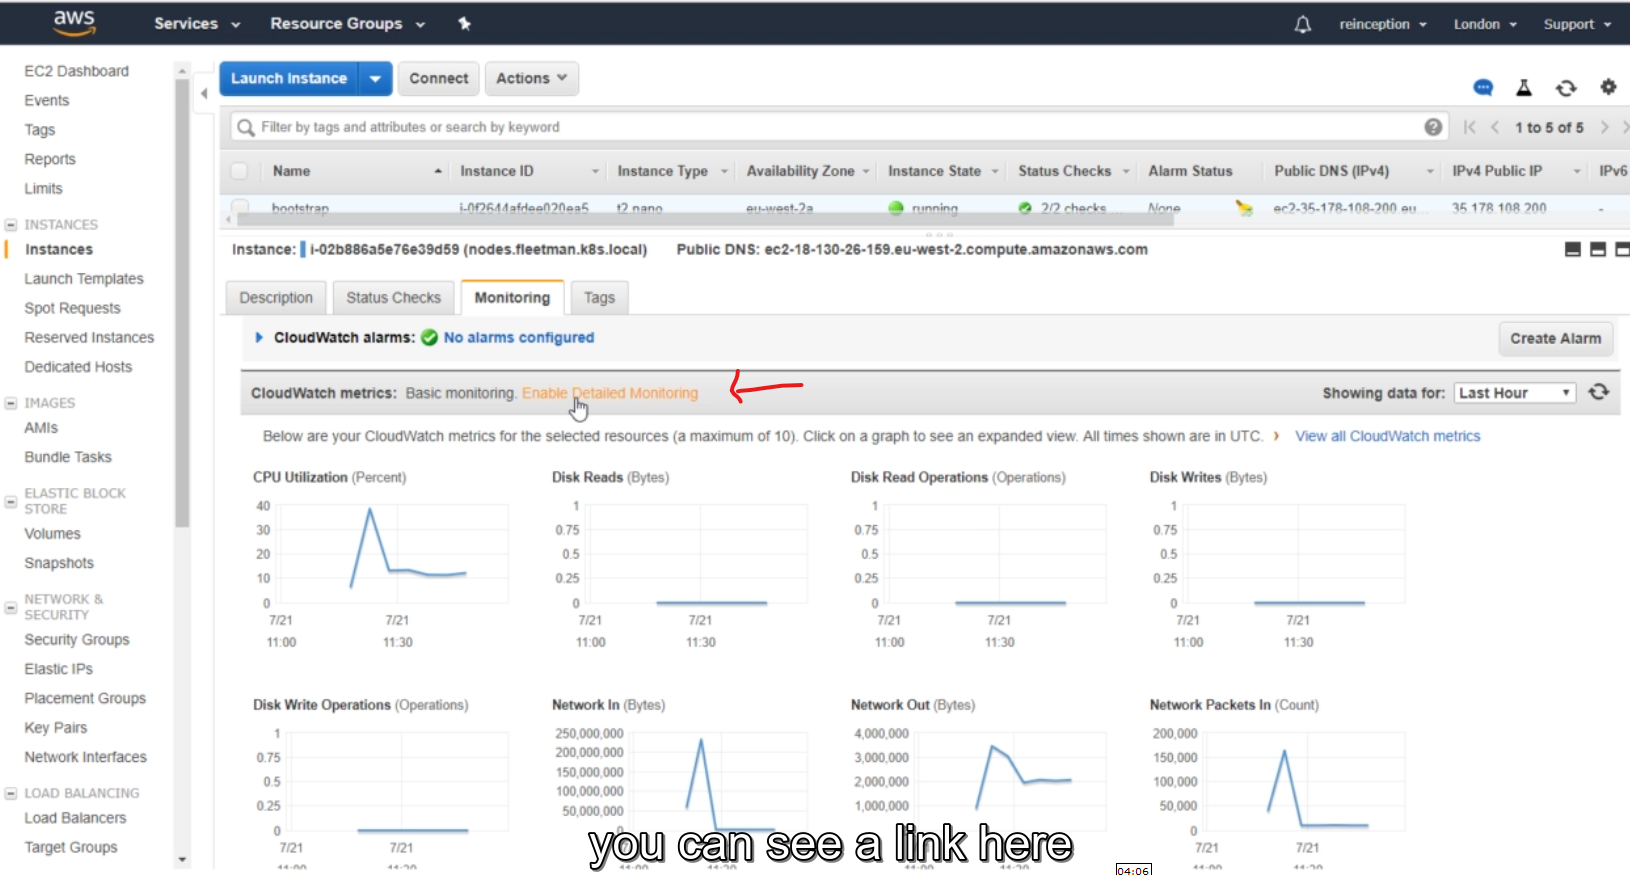 aws Services Resource Groups reinception London Support
EC2 Dashboard
Events
Tags
Reports
Limits
INSTANCES
Instances
Launch Templates
Spot Requests
Reserved Instances
Dedicated Hosts
IMAGES
AMIs
Bundle Tasks
ELASTIC BLOCK
STORE
Volumes
Snapshots
NETWORK &
SECURITY
Security Groups
Elastic IPs
Placement Groups
Key Pairs
Network Interfaces
LOAD BALANCING
Load Balancers
Target Groups
Launch Instance Connect Actions
Filter by tags and attributes or search by keyword 1 to 5 of 5
Name Instance ID Instance Type Availability Zone Instance State Status Checks Alarm Status Public DNS (IPv4) IPv4 Public IP IPv6
bootstrap i-0f2644afdee020ea5 t2.nano eu-west-2a running 2/2 checks ... None ec2-35-178-108-200.eu... 35.178.108.200 -
Instance: i-02b886a5e76e39d59 (nodes.fleetman.k8s.local) Public DNS: ec2-18-130-26-159.eu-west-2.compute.amazonaws.com
Description Status Checks Monitoring Tags
CloudWatch alarms: No alarms configured Create Alarm
CloudWatch metrics: Basic monitoring. Enable Detailed Monitoring Showing data for: Last Hour
Below are your CloudWatch metrics for the selected resources (a maximum of 10). Click on a graph to see an expanded view. All times shown are in UTC. › View all CloudWatch metrics
CPU Utilization (Percent)
40
30
20
10
0
7/21 7/21
11:00 11:30
Disk Reads (Bytes)
1
0.75
0.5
0.25
0
7/21 7/21
11:00 11:30
Disk Read Operations (Operations)
1
0.75
0.5
0.25
0
7/21 7/21
11:00 11:30
Disk Writes (Bytes)
1
0.75
0.5
0.25
0
7/21 7/21
11:00 11:30
Disk Write Operations (Operations)
1
0.75
0.5
0.25
0
7/21 7/21
11:00 11:30
Network In (Bytes)
250,000,000
200,000,000
150,000,000
100,000,000
50,000,000
Network Out (Bytes)
4,000,000
3,000,000
2,000,000
1,000,000
Network Packets In (Count)
200,000
150,000
100,000
50,000
0
7/21 7/21
11:00 11:30
you can see a link here
04:06